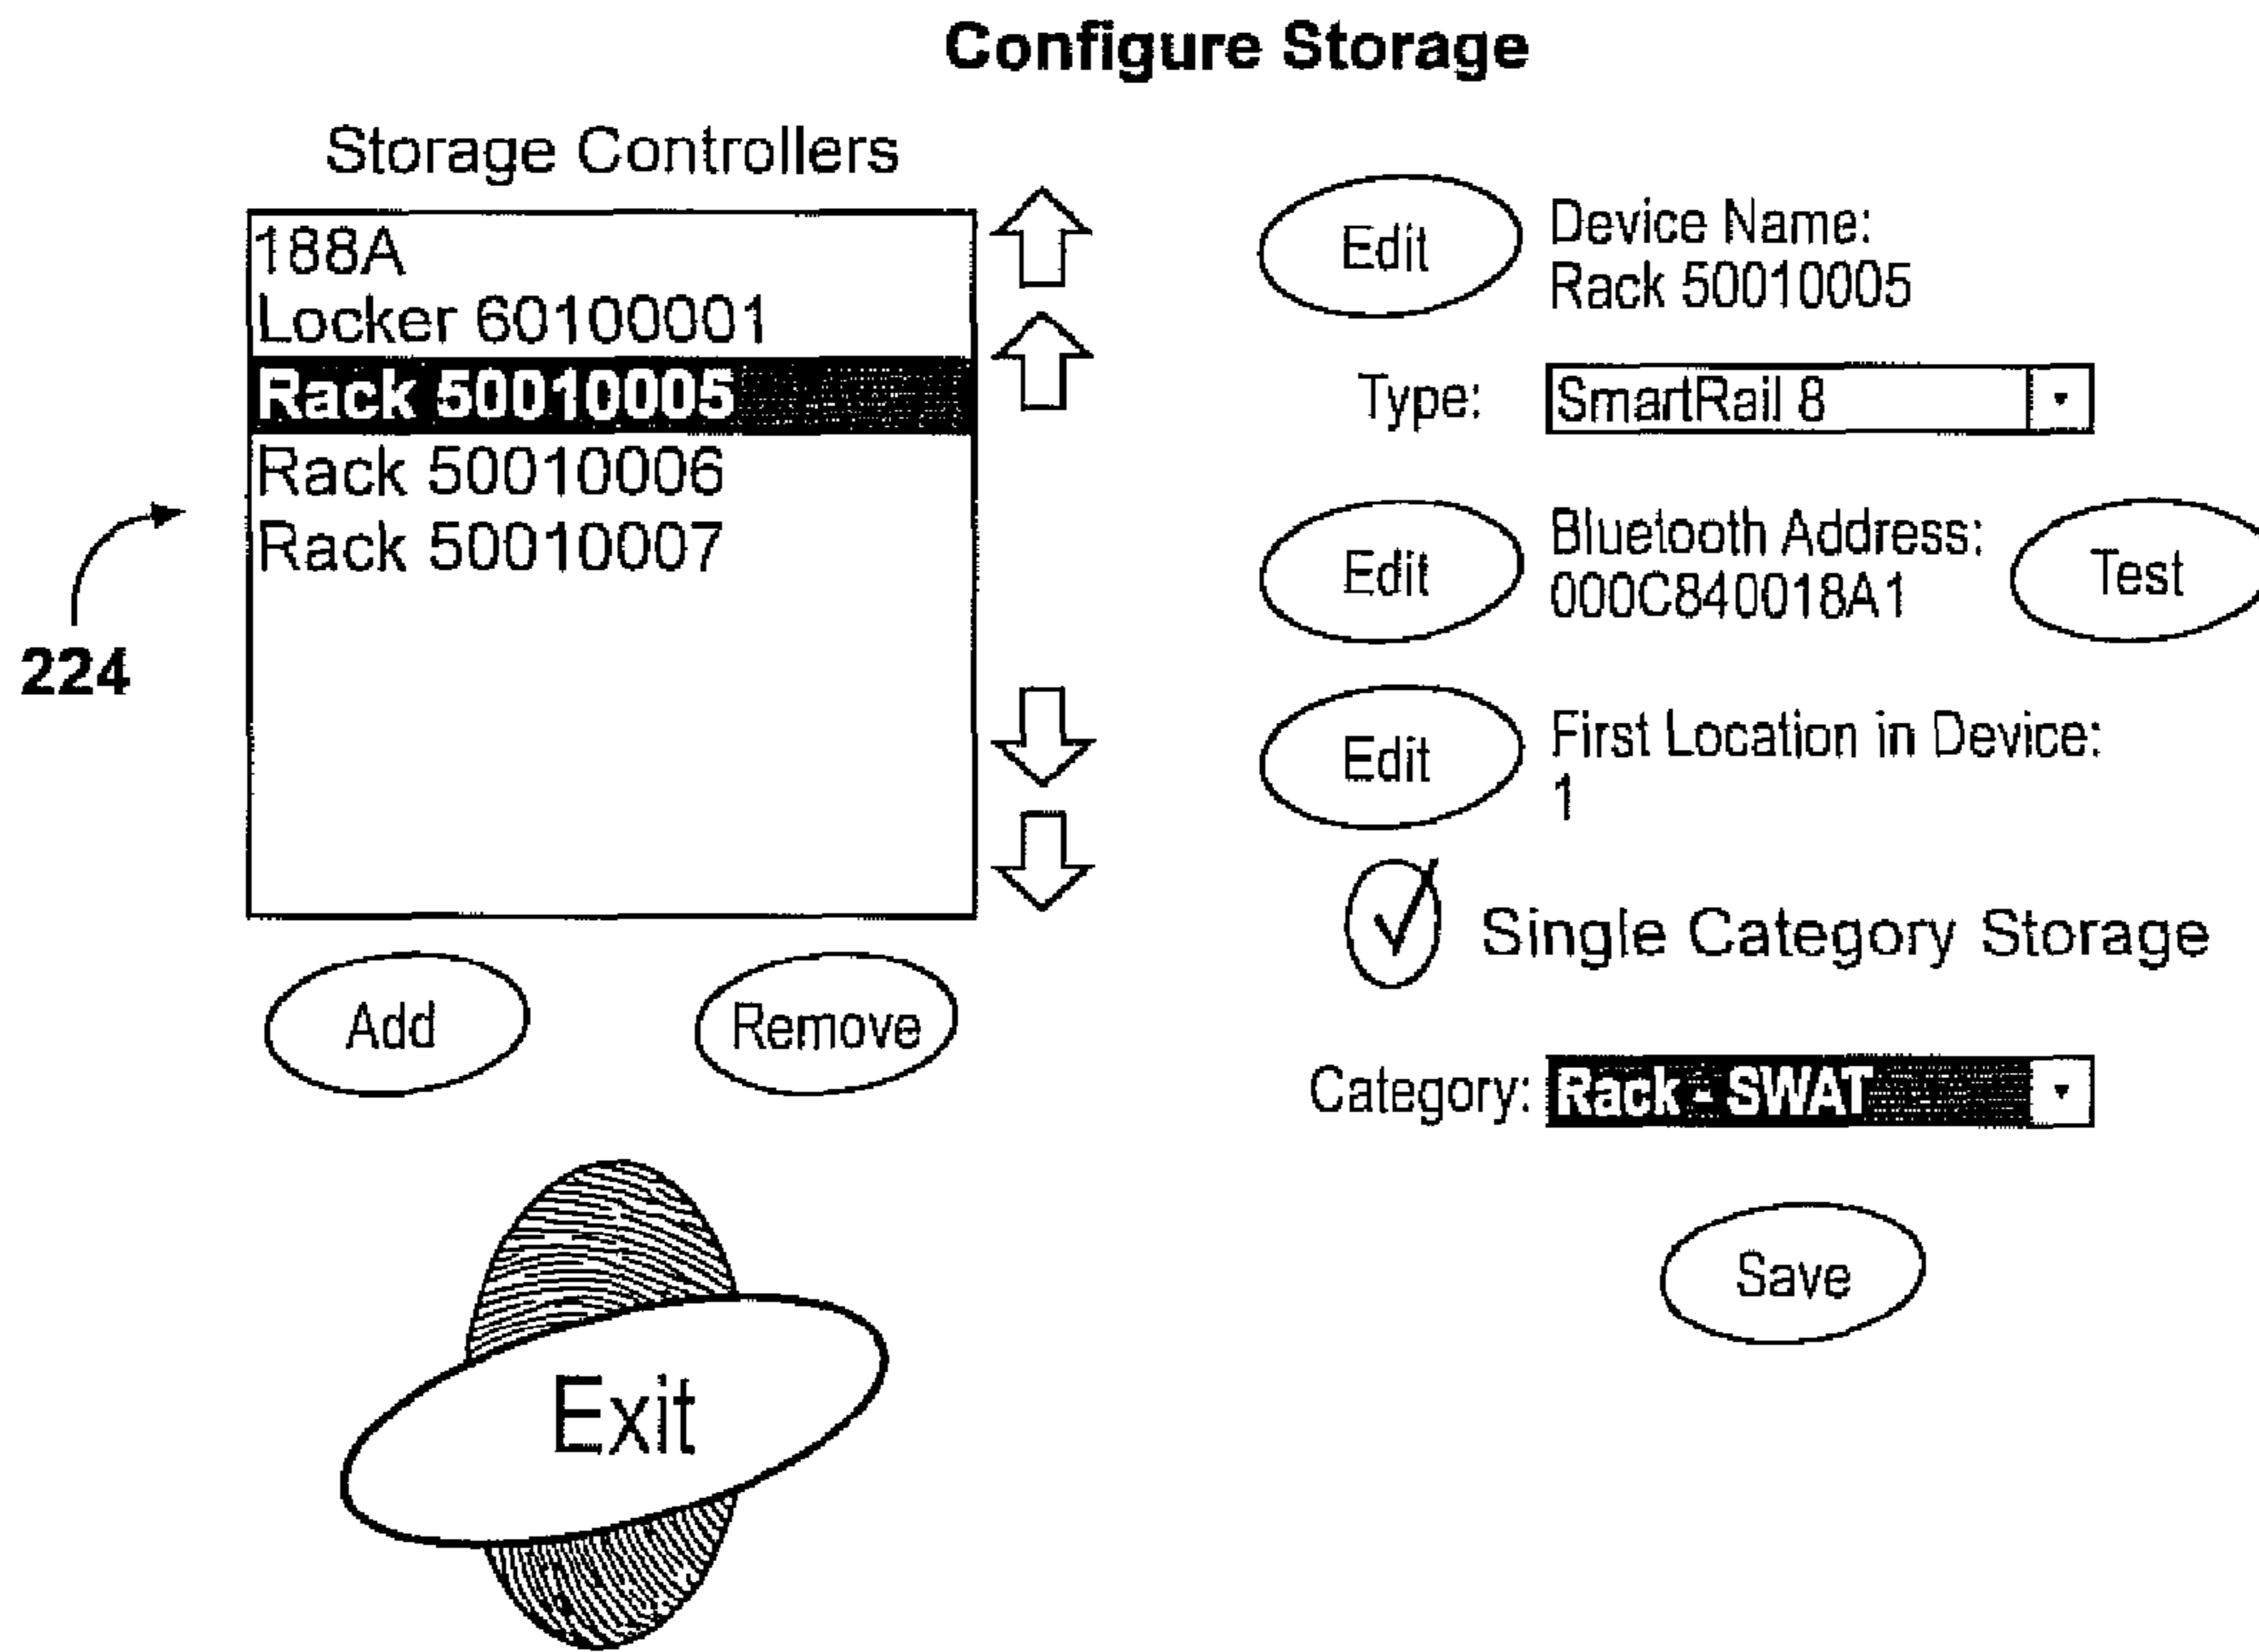 Configure Storage
Storage Controllers
188A
Locker 60100001
Rack 50010005
Rack 50010006
Rack 50010007
224
Add
Remove
Exit
Edit
Device Name:
Rack 50010005
Type:
SmartRail 8
Edit
Bluetooth Address:
000C840018A1
Test
Edit
First Location in Device:
1
Single Category Storage
Category:
Rack - SWAT
Save